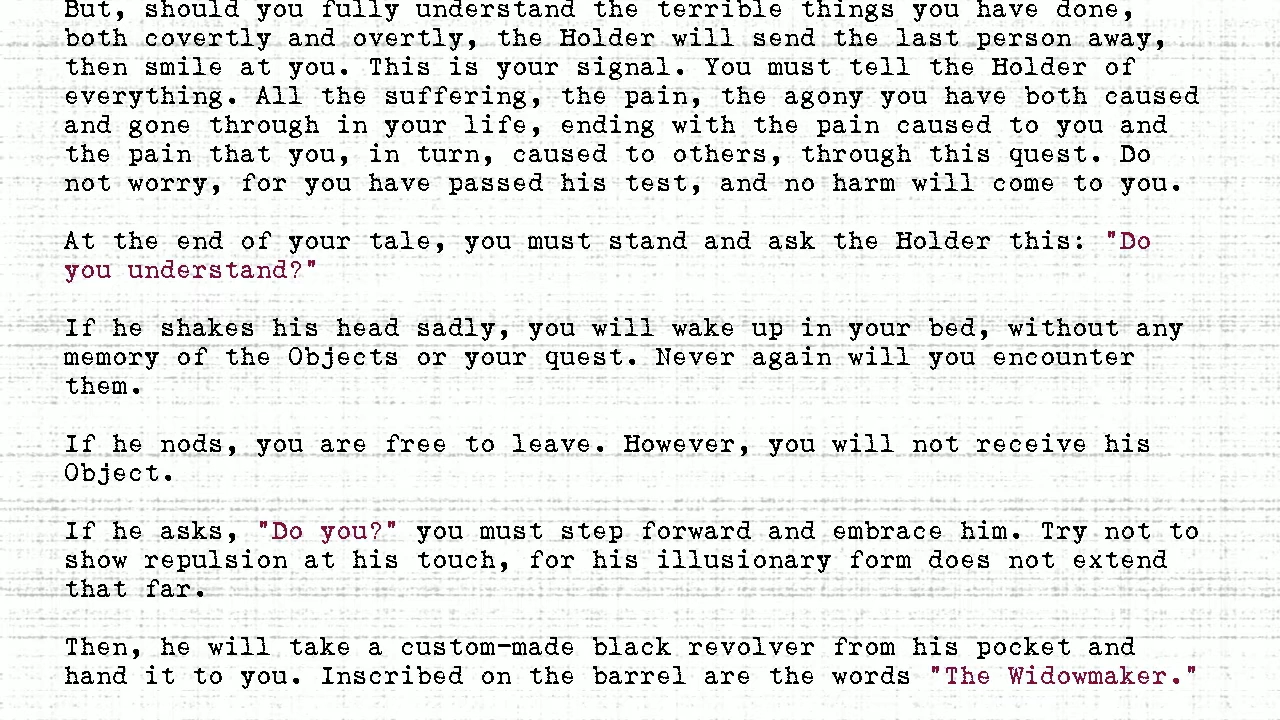 But, should you fully understand the terrible things you have done,
both covertly and overtly, the Holder will send the last person away,
then smile at you. This is your signal. You must tell the Holder of
everything. All the suffering, the pain, the agony you have both caused
and gone through in your life, ending with the pain caused to you and
the pain that you, in turn, caused to others, through this quest. Do
not worry, for you have passed his test, and no harm will come to you.
At the end of your tale, you must stand and ask the Holder this: "Do
you understand?"
If he shakes his head sadly, you will wake up in your bed, without any
memory of the Objects or your quest. Never again will you encounter
them.
If he nods, you are free to leave. However, you will not receive his
Object.
If he asks, "Do you?" you must step forward and embrace him. Try not to
show repulsion at his touch, for his illusionary form does not extend
that far.
Then, he will take a custom-made black revolver from his pocket and
hand it to you. Inscribed on the barrel are the words "The Widowmaker."